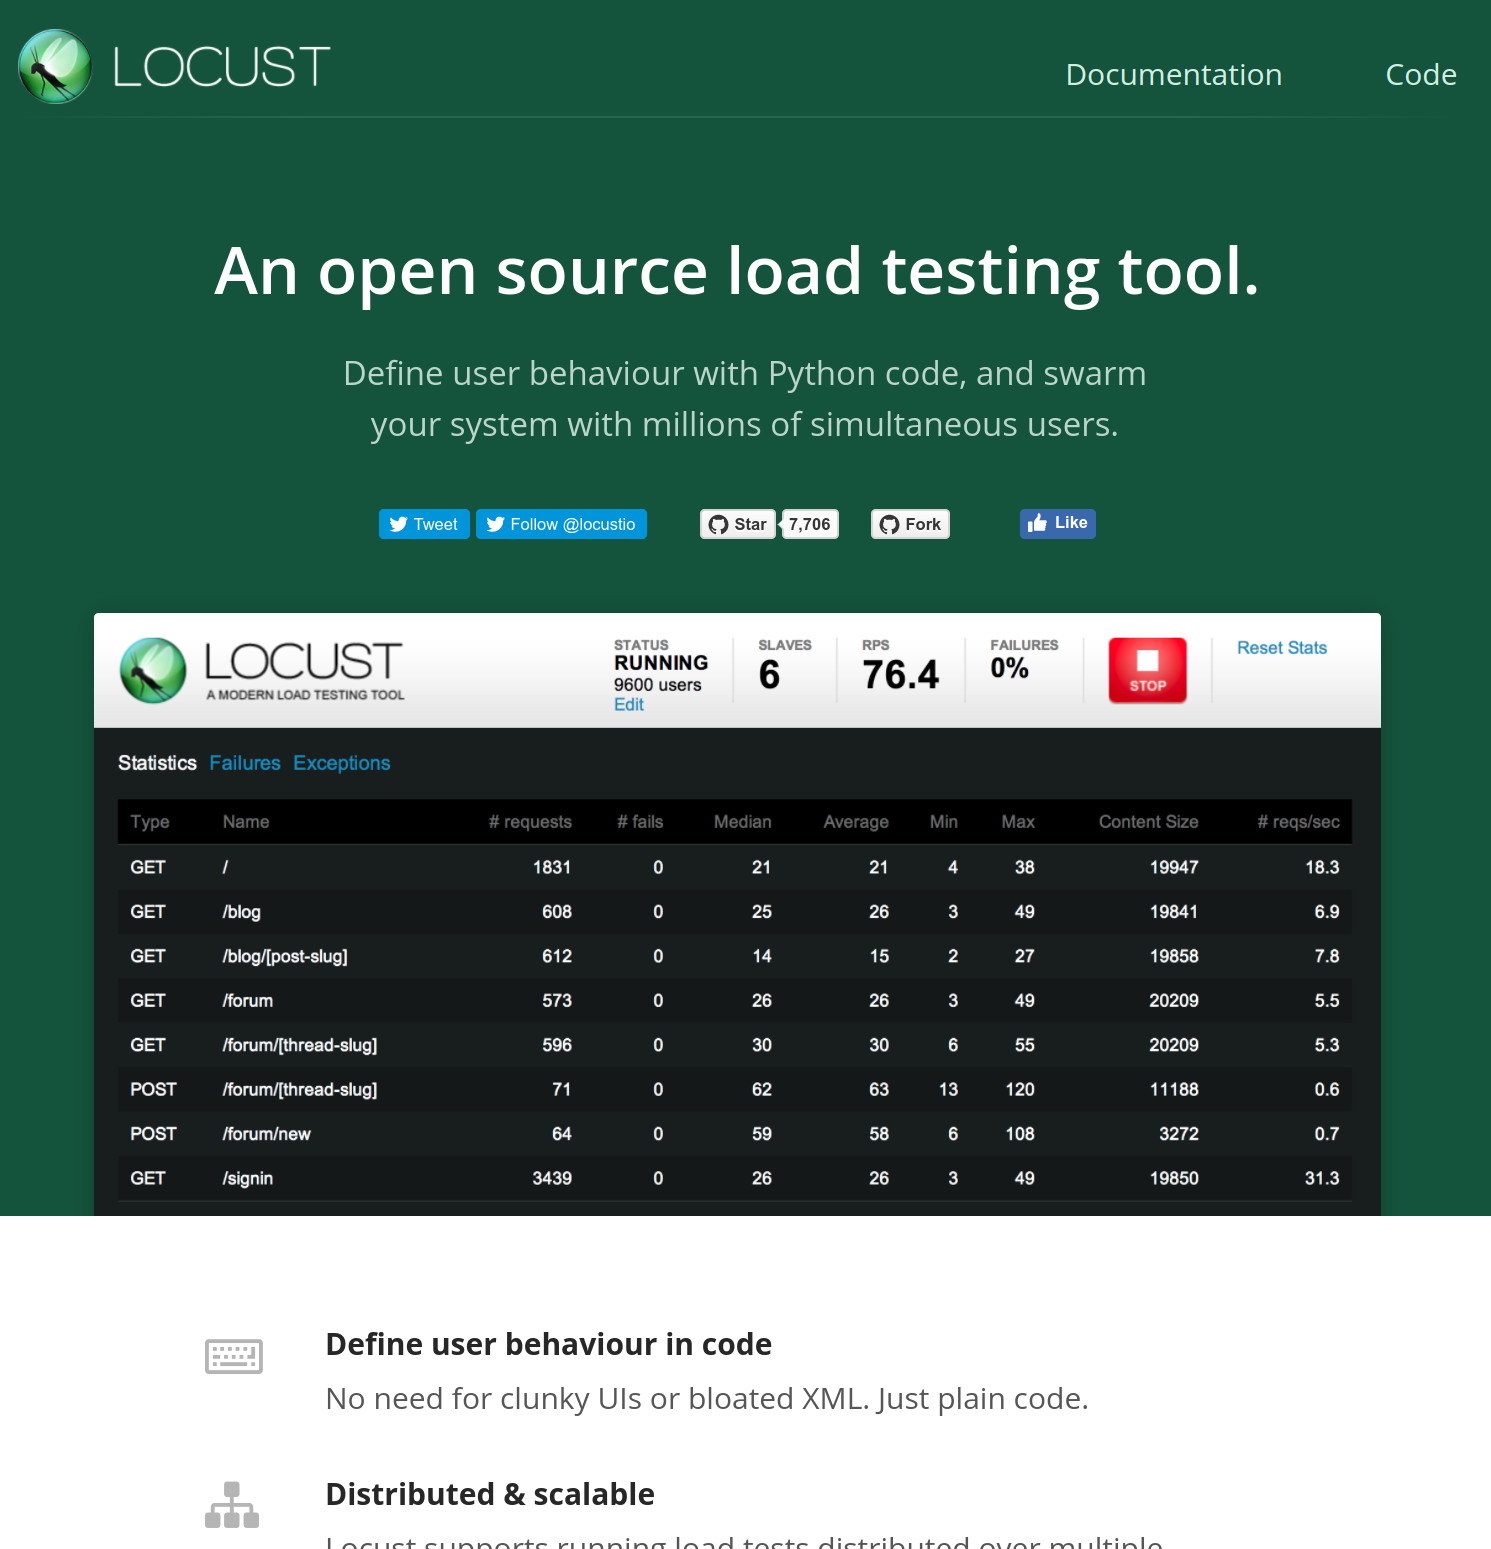 LOCUST
Documentation Code
An open source load testing tool.
Define user behaviour with Python code, and swarm
your system with millions of simultaneous users.
Tweet Follow @locustio Star 7,706 Fork Like
LOCUST
A MODERN LOAD TESTING TOOL
STATUS SLAVES RPS FAILURES
RUNNING 6 76.4 0% STOP Reset Stats
9600 users
Edit
Statistics Failures Exceptions
Type Name # requests # fails Median Average Min Max Content Size # reqs/sec
GET / 1831 0 21 21 4 38 19947 18.3
GET /blog 608 0 25 26 3 49 19841 6.9
GET /blog/[post-slug] 612 0 14 15 2 27 19858 7.8
GET /forum 573 0 26 26 3 49 20209 5.5
GET /forum/[thread-slug] 596 0 30 30 6 55 20209 5.3
POST /forum/[thread-slug] 71 0 62 63 13 120 11188 0.6
POST /forum/new 64 0 59 58 6 108 3272 0.7
GET /signin 3439 0 26 26 3 49 19850 31.3
Define user behaviour in code
No need for clunky UIs or bloated XML. Just plain code.
Distributed & scalable
Locust supports running load tests distributed over multiple